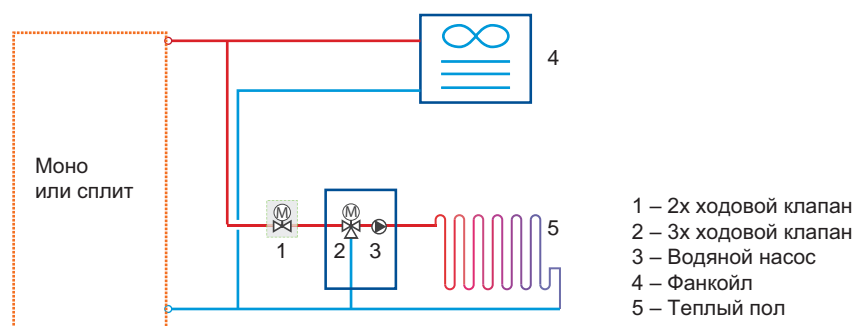 4
Моно
или сплит
M
M
1
2
3
5
1 – 2х ходовой клапан
2 – 3х ходовой клапан
3 – Водяной насос
4 – Фанкойл
5 – Теплый пол